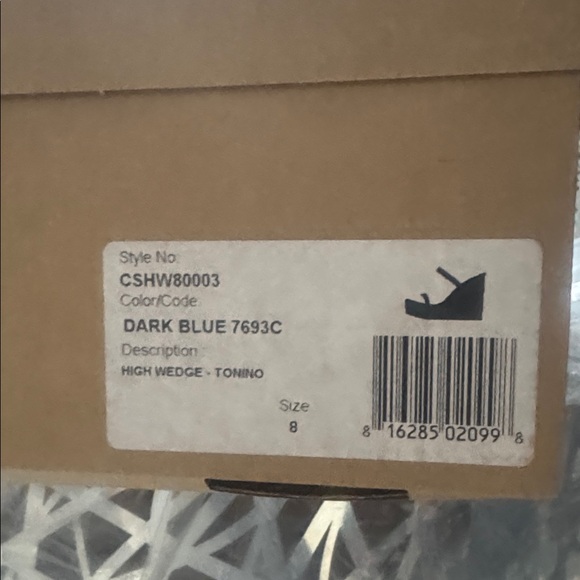 Style No:
CSHW80003
Color/Code:
DARK BLUE 7693C
Description:
HIGH WEDGE - TONINO
Size
8
8 16285 02099 8